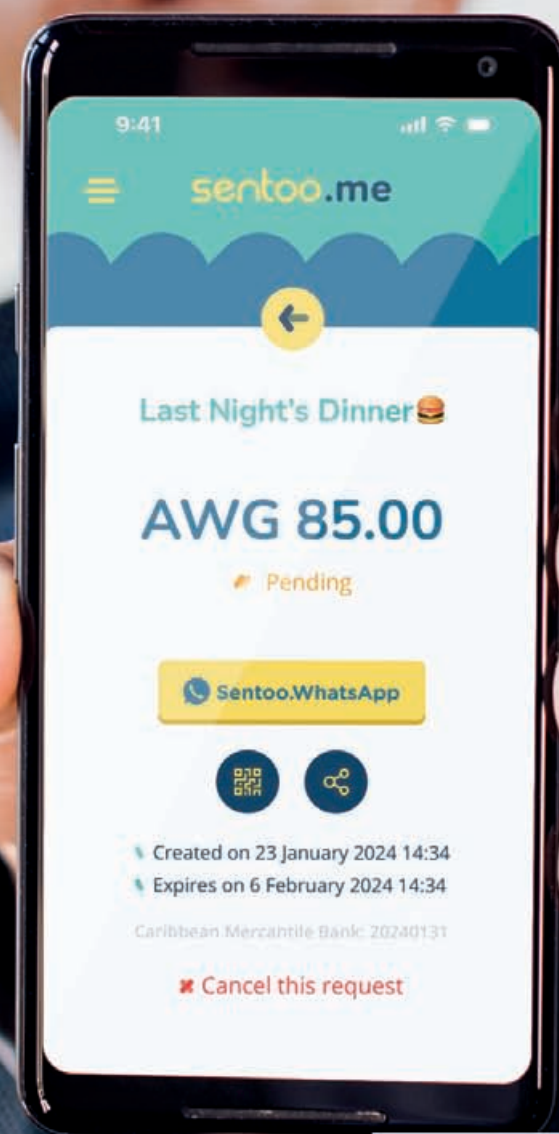 9:41
sentoo.me
Last Night's Dinner🍔
AWG 85.00
Pending
Sentoo.WhatsApp
Created on 23 January 2024 14:34
Expires on 6 February 2024 14:34
Caribbean Mercantile Bank: 20240131
Cancel this request